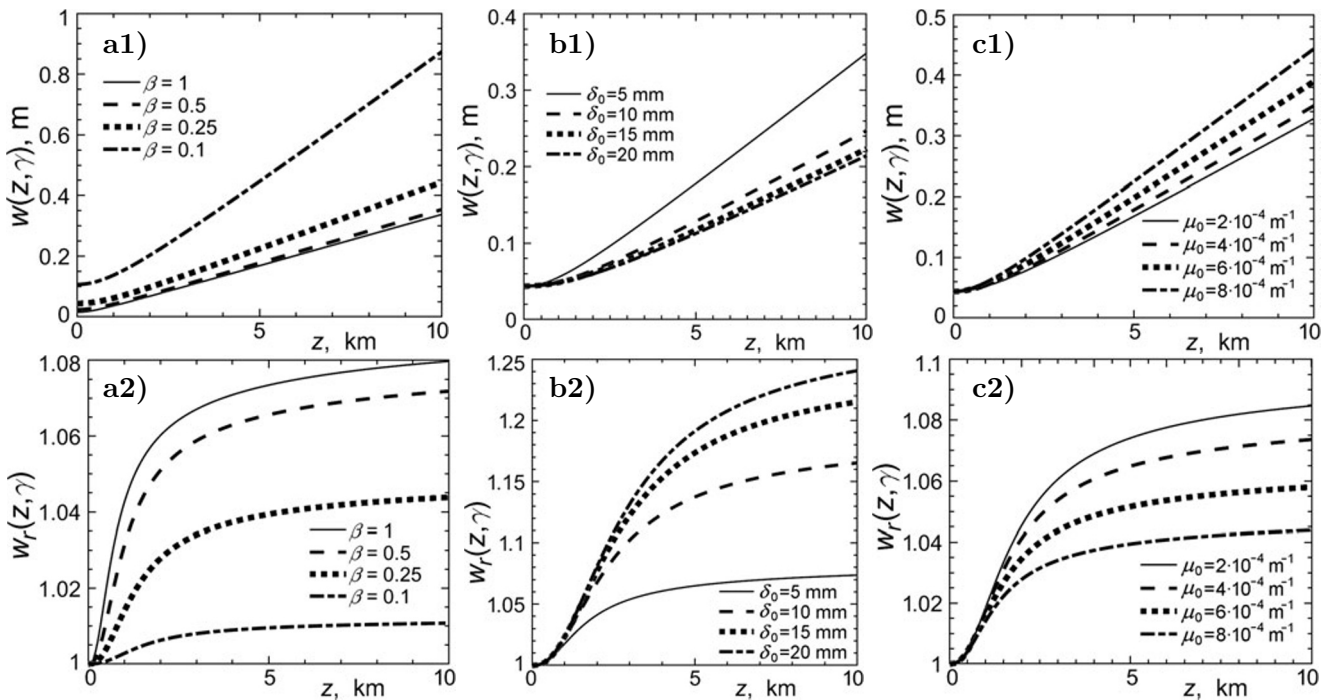 a1)
w(z,γ), m
1
0.8
0.6
0.4
0.2
0
β = 1
β = 0.5
β = 0.25
β = 0.1
0
5
10
z, km
b1)
w(z,γ), m
0.4
0.3
0.2
0.1
0
δ₀=5 mm
δ₀=10 mm
δ₀=15 mm
δ₀=20 mm
0
5
10
z, km
c1)
w(z,γ), m
0.5
0.4
0.3
0.2
0.1
0
μ₀=2·10⁻⁴ m⁻¹
μ₀=4·10⁻⁴ m⁻¹
μ₀=6·10⁻⁴ m⁻¹
μ₀=8·10⁻⁴ m⁻¹
0
5
10
z, km
a2)
wᵣ(z,γ)
1.08
1.06
1.04
1.02
1
β = 1
β = 0.5
β = 0.25
β = 0.1
0
5
10
z, km
b2)
wᵣ(z,γ)
1.25
1.2
1.15
1.1
1.05
1
δ₀=5 mm
δ₀=10 mm
δ₀=15 mm
δ₀=20 mm
0
5
10
z, km
c2)
wᵣ(z,γ)
1.1
1.08
1.06
1.04
1.02
1
μ₀=2·10⁻⁴ m⁻¹
μ₀=4·10⁻⁴ m⁻¹
μ₀=6·10⁻⁴ m⁻¹
μ₀=8·10⁻⁴ m⁻¹
0
5
10
z, km